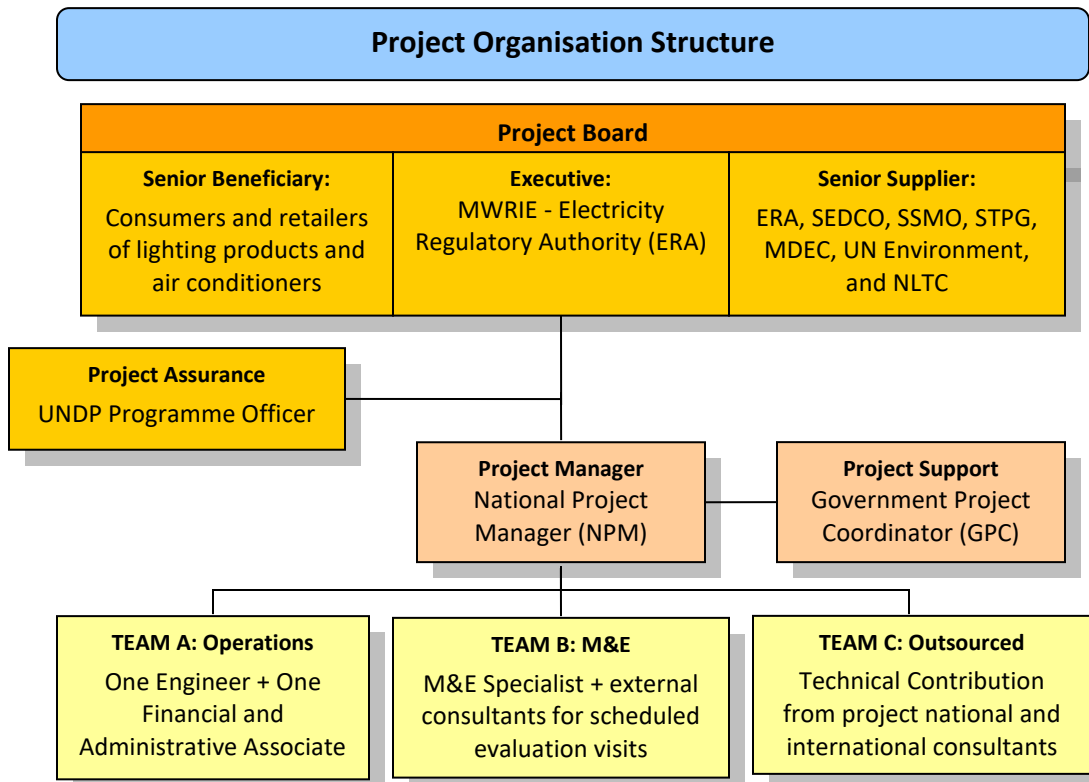 Project Organisation Structure
Project Board
Senior Beneficiary:
Consumers and retailers
of lighting products and
air conditioners
Executive:
MWRIE - Electricity
Regulatory Authority (ERA)
Senior Supplier:
ERA, SEDCO, SSMO, STPG,
MDEC, UN Environment,
and NLTC
Project Assurance
UNDP Programme Officer
Project Manager
National Project
Manager (NPM)
Project Support
Government Project
Coordinator (GPC)
TEAM A: Operations
One Engineer + One
Financial and
Administrative Associate
TEAM B: M&E
M&E Specialist + external
consultants for scheduled
evaluation visits
TEAM C: Outsourced
Technical Contribution
from project national and
international consultants